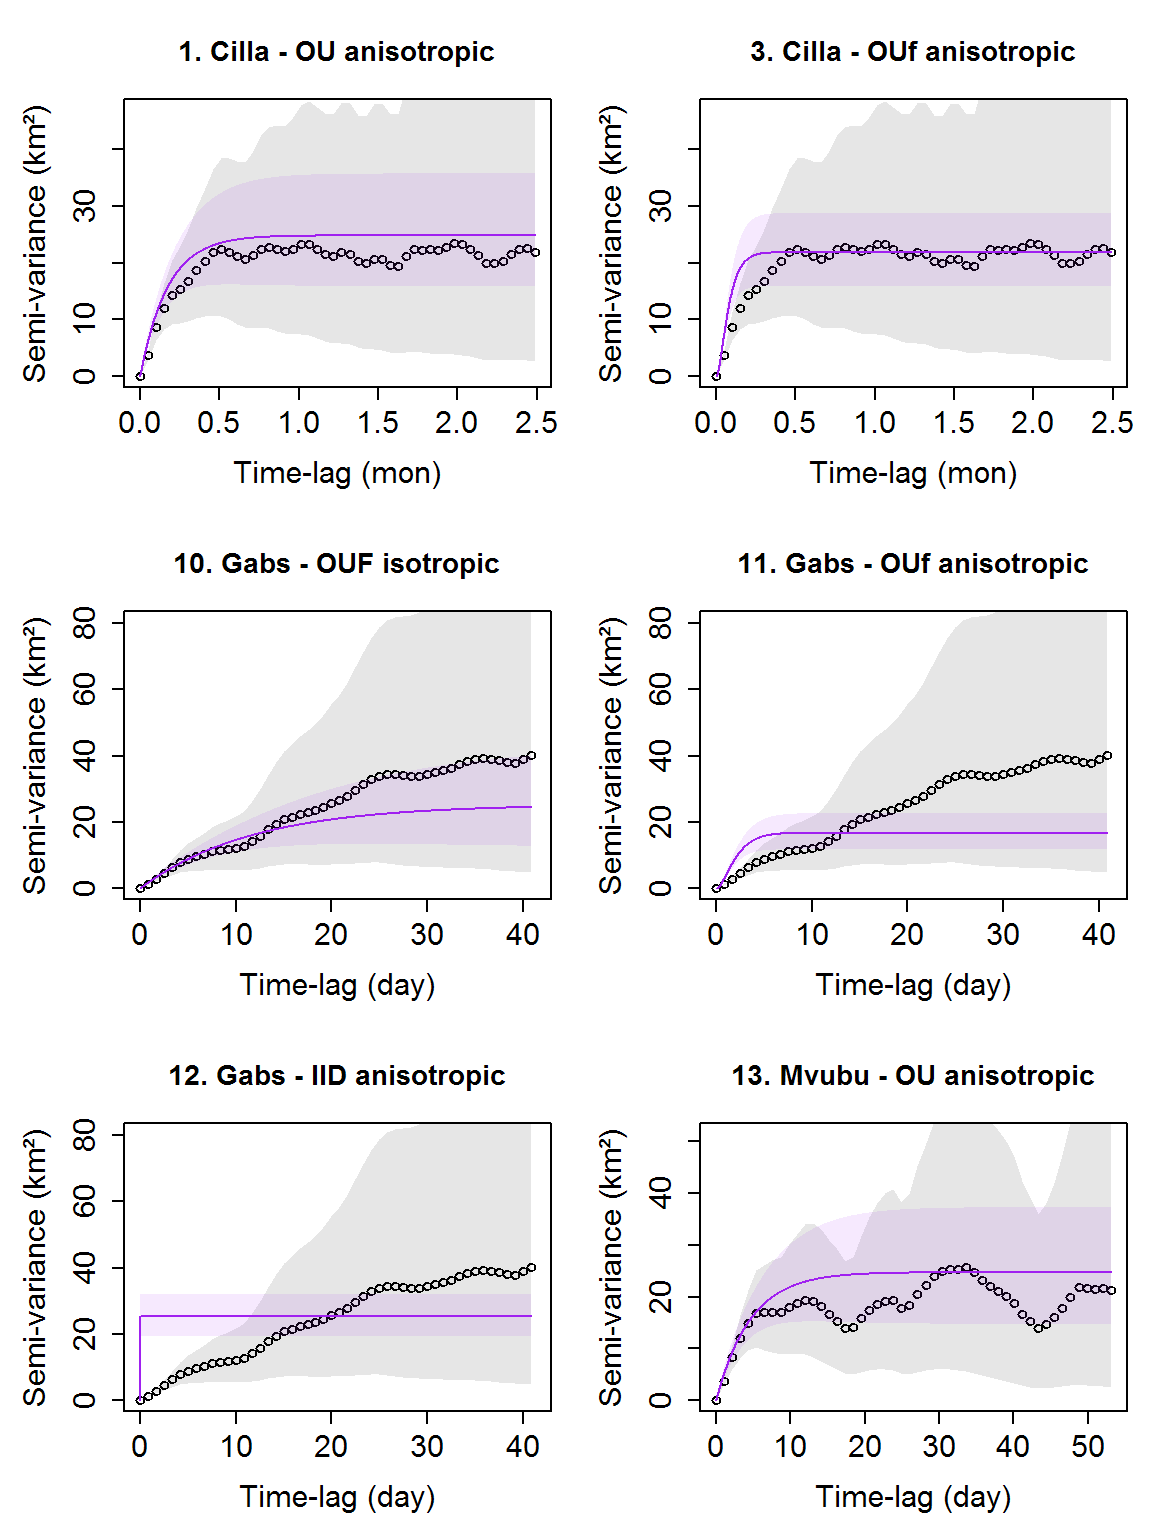 1. Cilla - OU anisotropic
Semi-variance (km²)
0 10 30
0.0 0.5 1.0 1.5 2.0 2.5
Time-lag (mon)
3. Cilla - OUf anisotropic
Semi-variance (km²)
0 10 30
0.0 0.5 1.0 1.5 2.0 2.5
Time-lag (mon)
10. Gabs - OUF isotropic
Semi-variance (km²)
0 20 40 60 80
0 10 20 30 40
Time-lag (day)
11. Gabs - OUf anisotropic
Semi-variance (km²)
0 20 40 60 80
0 10 20 30 40
Time-lag (day)
12. Gabs - IID anisotropic
Semi-variance (km²)
0 20 40 60 80
0 10 20 30 40
Time-lag (day)
13. Mvubu - OU anisotropic
Semi-variance (km²)
0 20 40
0 10 20 30 40 50
Time-lag (day)